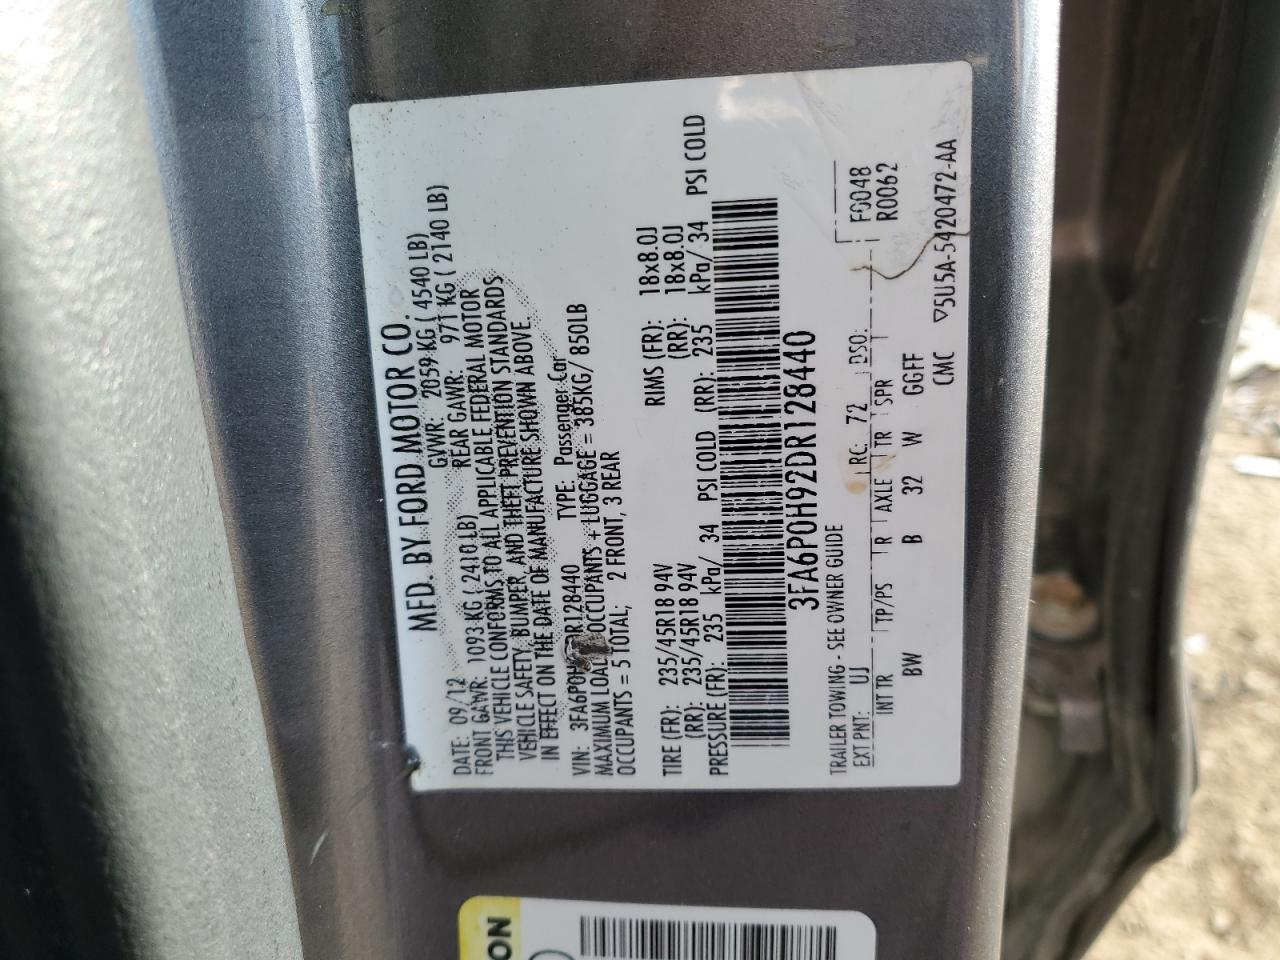 MFD. BY FORD MOTOR CO.
DATE: 09/12 GVWR: 2059 KG ( 4540 LB)
FRONT GAWR: 1093 KG ( 2410 LB) REAR GAWR: 971 KG ( 2140 LB)
THIS VEHICLE CONFORMS TO ALL APPLICABLE FEDERAL MOTOR
VEHICLE SAFETY, BUMPER, AND THEFT PREVENTION STANDARDS
IN EFFECT ON THE DATE OF MANUFACTURE SHOWN ABOVE.
VIN: 3FA6P0H R128440 TYPE: Passenger Car
MAXIMUM LOAD OCCUPANTS + LUGGAGE = 385KG/ 850LB
OCCUPANTS = 5 TOTAL; 2 FRONT, 3 REAR
TIRE (FR): 235/45R18 94V RIMS (FR): 18x8.0J
(RR): 235/45R18 94V (RR): 18x8.0J
PRESSURE (FR): 235 kPa/ 34 PSI COLD (RR): 235 kPa/ 34 PSI COLD
3FA6P0H92DR128440
TRAILER TOWING - SEE OWNER GUIDE
EXT PNT: UJ RC: 72 DSO: F0048
INT TR TP/PS R AXLE TR SPR R0062
BW B 32 W GGFF
CMC ▽5U5A-5420472-AA
ON